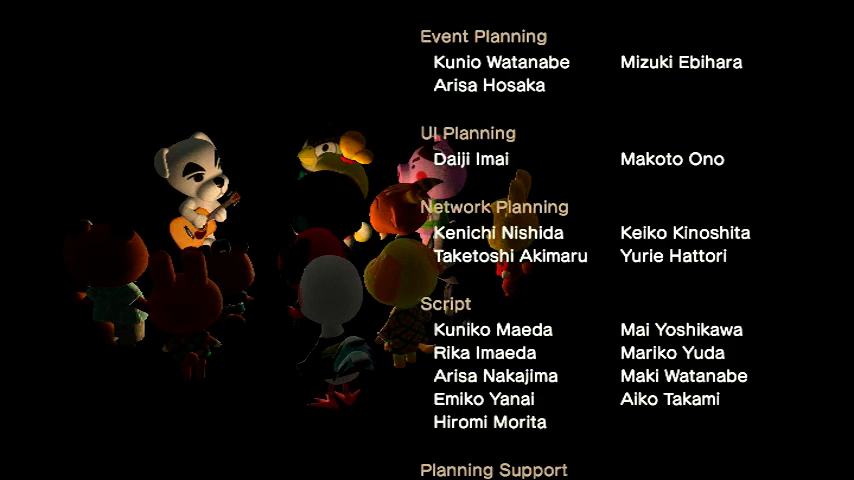 Event Planning
Kunio Watanabe Mizuki Ebihara
Arisa Hosaka
UI Planning
Daiji Imai Makoto Ono
Network Planning
Kenichi Nishida Keiko Kinoshita
Taketoshi Akimaru Yurie Hattori
Script
Kuniko Maeda Mai Yoshikawa
Rika Imaeda Mariko Yuda
Arisa Nakajima Maki Watanabe
Emiko Yanai Aiko Takami
Hiromi Morita
Planning Support